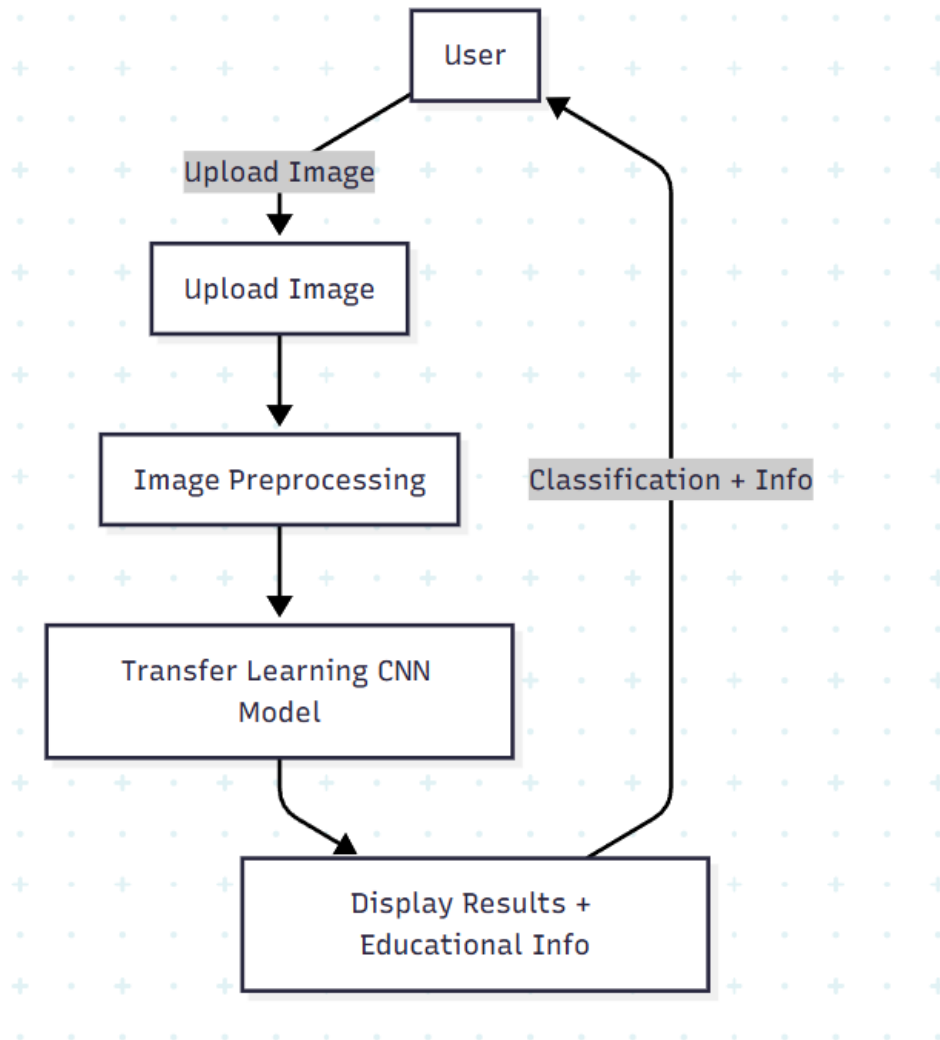 User
Upload Image
Upload Image
Image Preprocessing
Classification + Info
Transfer Learning CNN
Model
Display Results +
Educational Info